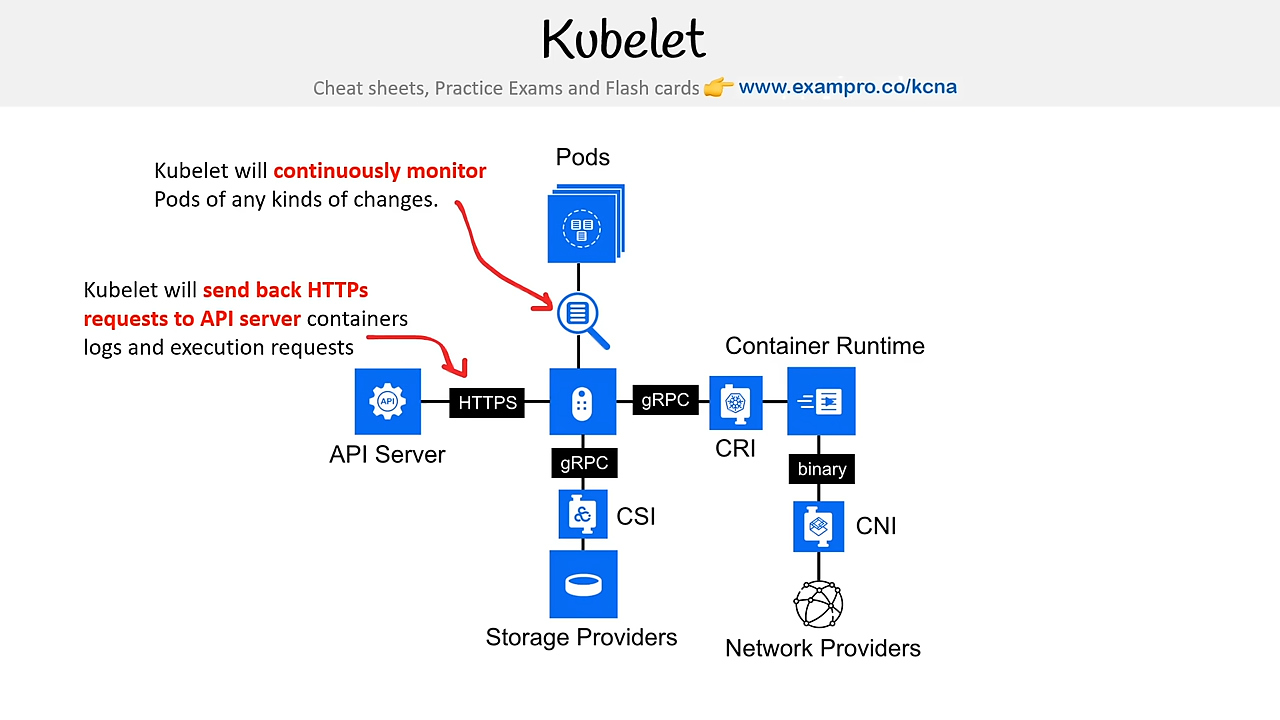 Kubelet
Cheat sheets, Practice Exams and Flash cards 👉 www.exampro.co/kcna
Pods
Kubelet will continuously monitor
Pods of any kinds of changes.
Kubelet will send back HTTPs
requests to API server containers
logs and execution requests
Container Runtime
API
HTTPS
gRPC
API Server
CRI
gRPC
binary
CSI
CNI
Storage Providers
Network Providers